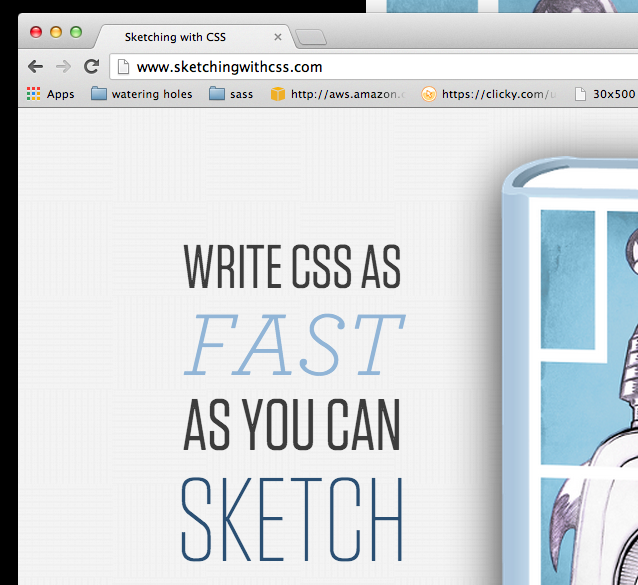 Sketching with CSS
www.sketchingwithcss.com
Apps watering holes sass http://aws.amazon. https://clicky.com/u 30x500
WRITE CSS AS
FAST
AS YOU CAN
SKETCH